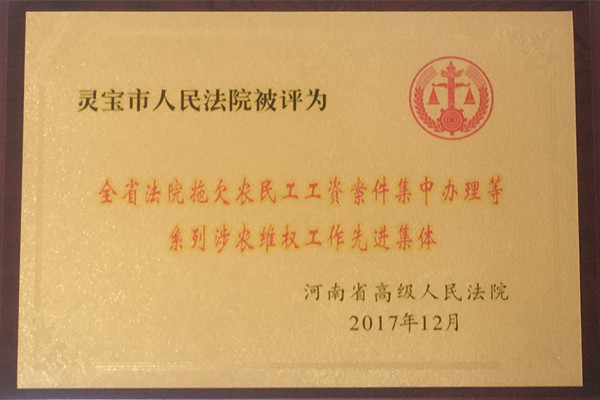 灵宝市人民法院被评为
全省法院拖欠农民工工资案件集中办理等
系列涉农维权工作先进集体
河南省高级人民法院
2017年12月